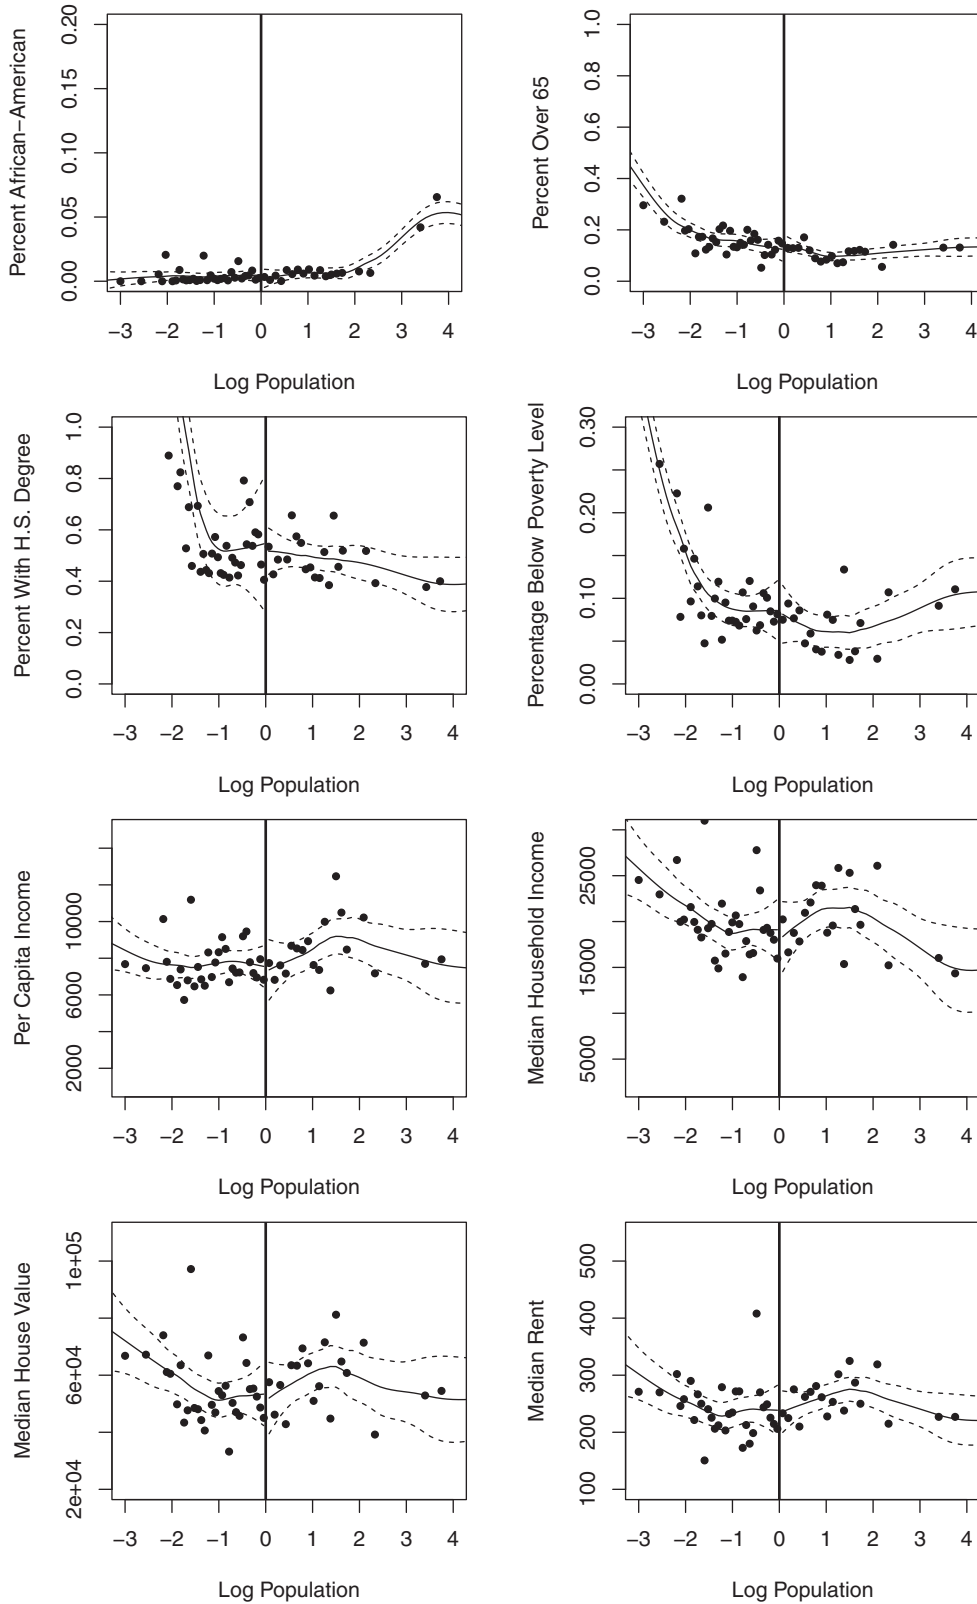 Percent African−American
0.00 0.05 0.10 0.15 0.20
−3 −2 −1 0 1 2 3 4
Log Population
Percent Over 65
0.0 0.2 0.4 0.6 0.8 1.0
−3 −2 −1 0 1 2 3 4
Log Population
Percent With H.S. Degree
0.0 0.2 0.4 0.6 0.8 1.0
−3 −2 −1 0 1 2 3 4
Log Population
Percentage Below Poverty Level
0.00 0.10 0.20 0.30
−3 −2 −1 0 1 2 3 4
Log Population
Per Capita Income
2000 6000 10000
−3 −2 −1 0 1 2 3 4
Log Population
Median Household Income
5000 15000 25000
−3 −2 −1 0 1 2 3 4
Log Population
Median House Value
2e+04 6e+04 1e+05
−3 −2 −1 0 1 2 3 4
Log Population
Median Rent
100 200 300 400 500
−3 −2 −1 0 1 2 3 4
Log Population